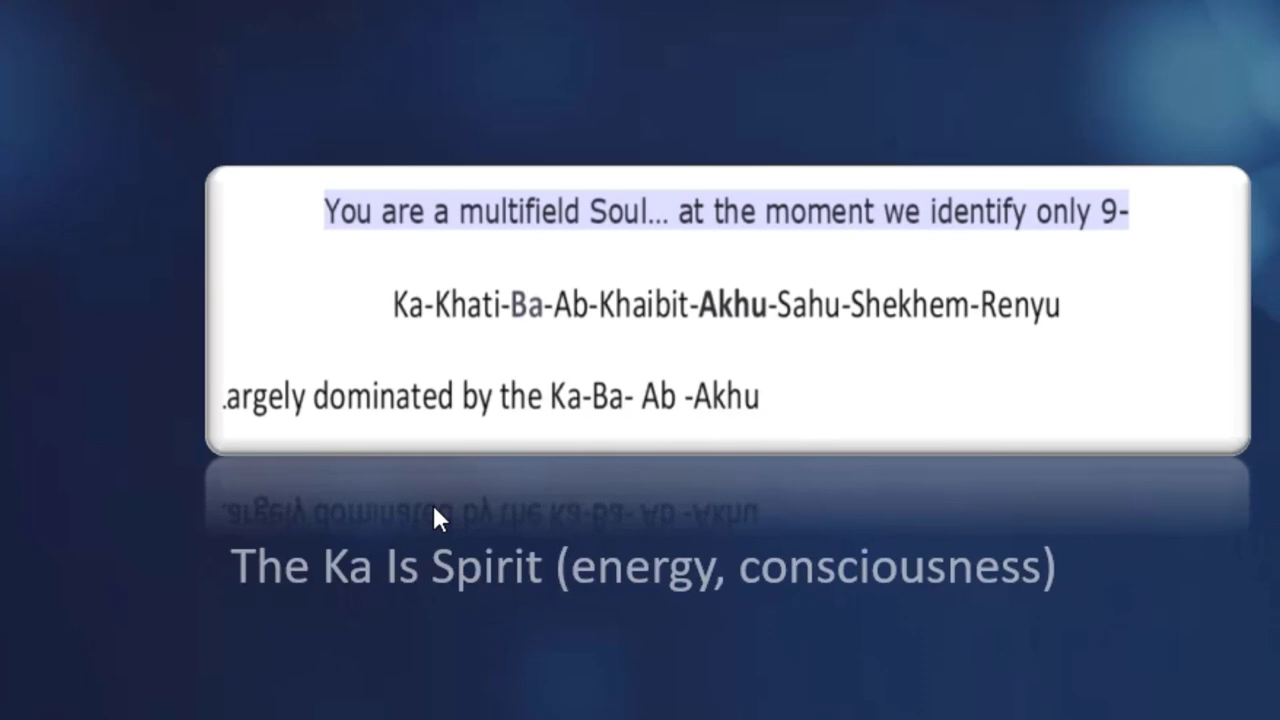 You are a multifield Soul... at the moment we identify only 9-
Ka-Khati-Ba-Ab-Khaibit-Akhu-Sahu-Shekhem-Renyu
.argely dominated by the Ka-Ba- Ab -Akhu
The Ka Is Spirit (energy, consciousness)